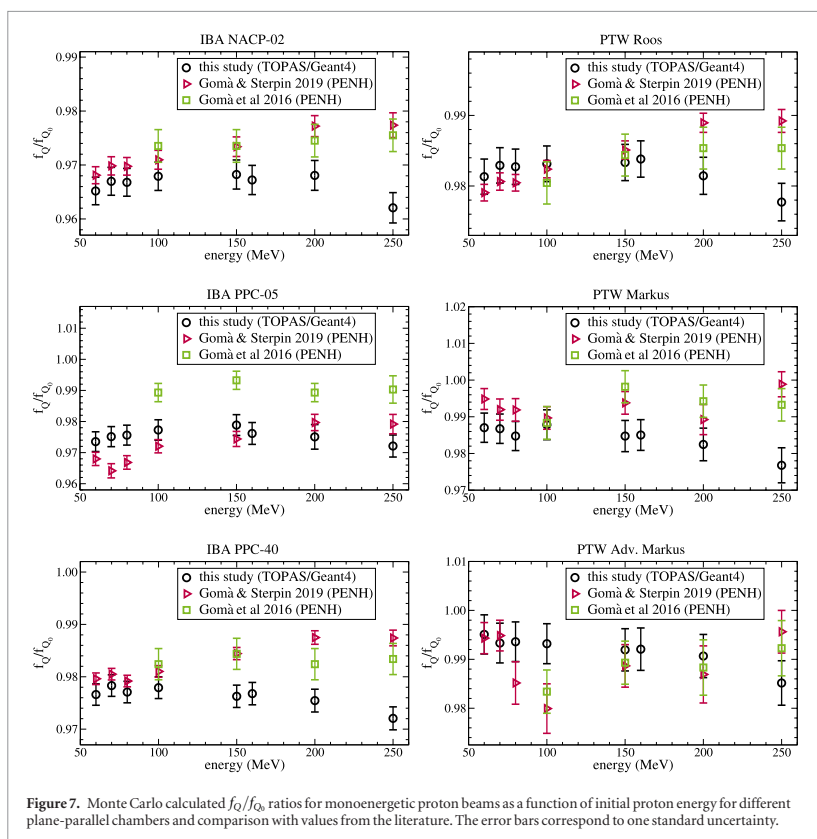 IBA NACP-02
0.99
0.98
0.97
0.96
f_Q/f_Q₀
○ this study (TOPAS/Geant4)
▷ Gomà & Sterpin 2019 (PENH)
□ Gomà et al 2016 (PENH)
50 100 150 200 250
energy (MeV)
PTW Roos
0.99
0.98
f_Q/f_Q₀
○ this study (TOPAS/Geant4)
▷ Gomà & Sterpin 2019 (PENH)
□ Gomà et al 2016 (PENH)
50 100 150 200 250
energy (MeV)
IBA PPC-05
1.01
1.00
0.99
0.98
0.97
0.96
f_Q/f_Q₀
○ this study (TOPAS/Geant4)
▷ Gomà & Sterpin 2019 (PENH)
□ Gomà et al 2016 (PENH)
50 100 150 200 250
energy (MeV)
PTW Markus
1.02
1.01
1.00
0.99
0.98
0.97
f_Q/f_Q₀
○ this study (TOPAS/Geant4)
▷ Gomà & Sterpin 2019 (PENH)
□ Gomà et al 2016 (PENH)
50 100 150 200 250
energy (MeV)
IBA PPC-40
1.00
0.99
0.98
0.97
f_Q/f_Q₀
○ this study (TOPAS/Geant4)
▷ Gomà & Sterpin 2019 (PENH)
□ Gomà et al 2016 (PENH)
50 100 150 200 250
energy (MeV)
PTW Adv. Markus
1.01
1.00
0.99
0.98
f_Q/f_Q₀
○ this study (TOPAS/Geant4)
▷ Gomà & Sterpin 2019 (PENH)
□ Gomà et al 2016 (PENH)
50 100 150 200 250
energy (MeV)
Figure 7. Monte Carlo calculated f_Q/f_Q₀ ratios for monoenergetic proton beams as a function of initial proton energy for different
plane-parallel chambers and comparison with values from the literature. The error bars correspond to one standard uncertainty.